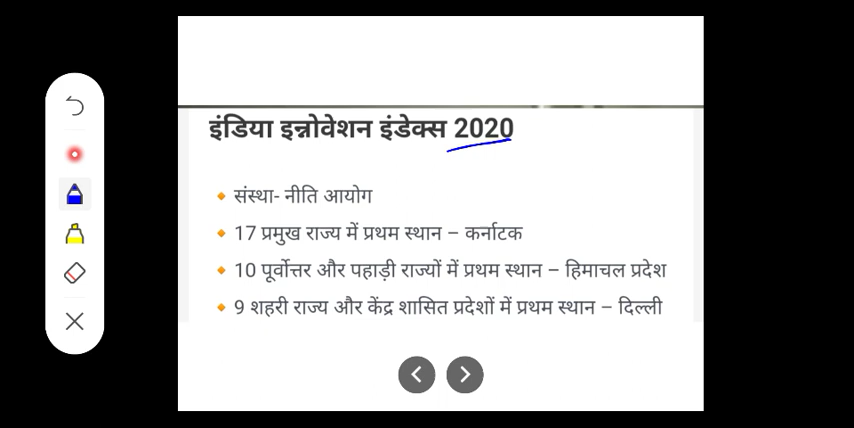 इंडिया इन्नोवेशन इंडेक्स 2020
🔸 संस्था- नीति आयोग
🔸 17 प्रमुख राज्य में प्रथम स्थान – कर्नाटक
🔸 10 पूर्वोत्तर और पहाड़ी राज्यों में प्रथम स्थान – हिमाचल प्रदेश
🔸 9 शहरी राज्य और केंद्र शासित प्रदेशों में प्रथम स्थान – दिल्ली